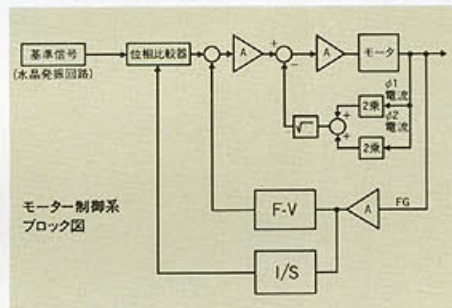 基準信号
(水晶発振回路)
位相比較器
A
+
−
A
モータ
φ1
電流
2乗
φ2
電流
2乗
+
+
√
F-V
A
FG
I/S
モーター制御系
ブロック図